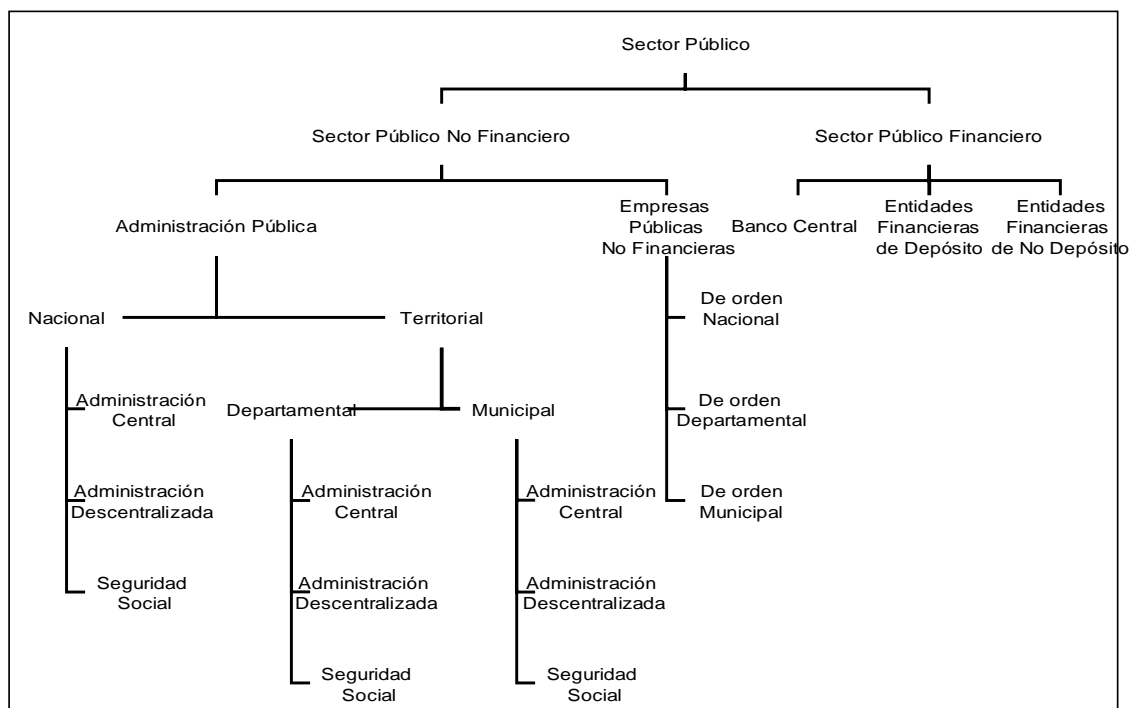 Sector Público
Sector Público No Financiero
Sector Público Financiero
Administración Pública
Empresas
Públicas
No Financieras
Banco Central
Entidades
Financieras
de Depósito
Entidades
Financieras
de No Depósito
Nacional
Territorial
De orden
Nacional
Administración
Central
Departamental
Municipal
De orden
Departamental
Administración
Descentralizada
Administración
Central
Administración
Central
De orden
Municipal
Seguridad
Social
Administración
Descentralizada
Administración
Descentralizada
Seguridad
Social
Seguridad
Social